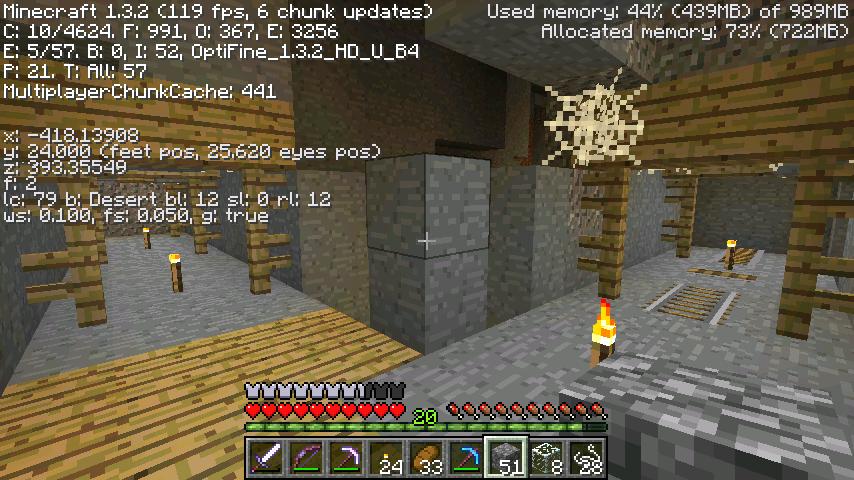 Minecraft 1.3.2 (119 fps, 6 chunk updates)
Used memory: 44% (439MB) of 989MB
C: 10/4624, F: 991, O: 367, E: 3256
Allocated memory: 73% (722MB)
E: 5/57. B: 0, I: 52, OptiFine_1.3.2_HD_U_B4
P: 21. T: All: 57
MultiplayerChunkCache: 441
x: -418.13908
y: 24.000 (feet pos, 25.620 eyes pos)
z: 393.35549
f: 2
lc: 79 b: Desert bl: 12 sl: 0 rl: 12
ws: 0.100, fs: 0.050, g: true
20
24 33 51 8 28